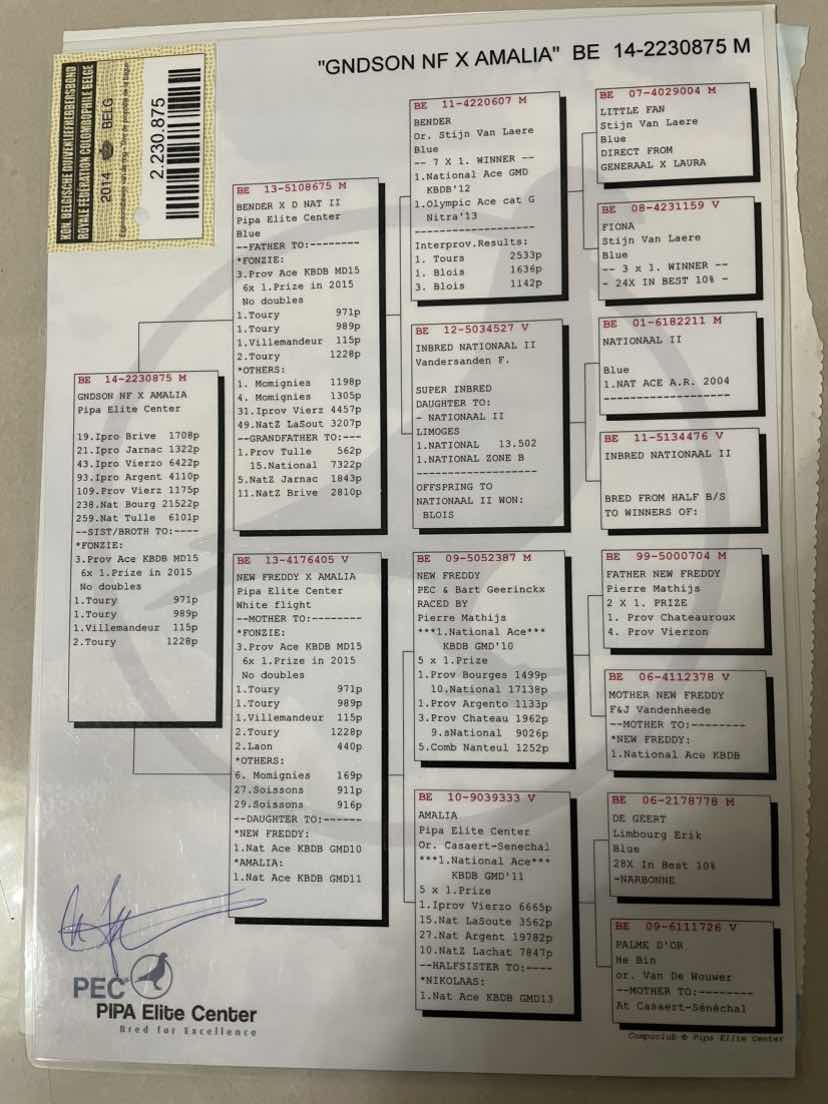 "GNDSON NF X AMALIA" BE 14-2230875 M
KON. BELGISCHE DUIVENLIEFHEBBERSBOND
ROYALE FÉDÉRATION COLOMBOPHILE BELGE
2014 BELG
2.230.875
BE 14-2230875 M
GNDSON NF X AMALIA
Pipa Elite Center
19.Ipro Brive 1708p
21.Ipro Jarnac 1322p
43.Ipro Vierzo 6422p
93.Ipro Argent 4110p
109.Prov Vierz 1175p
238.Nat Bourg 21522p
259.Nat Tulle 6101p
--SIST/BROTH TO:----
*FONZIE:
3.Prov Ace KBDB MD15
6x 1.Prize in 2015
No doubles
1.Toury 971p
1.Toury 989p
1.Villemandeur 115p
2.Toury 1228p
BE 13-5108675 M
BENDER X D NAT II
Pipa Elite Center
Blue
--FATHER TO:--------
*FONZIE:
3.Prov Ace KBDB MD15
6x 1.Prize in 2015
No doubles
1.Toury 971p
1.Toury 989p
1.Villemandeur 115p
2.Toury 1228p
*OTHERS:
1. Momignies 1198p
4. Momignies 1305p
31.Iprov Vierz 4457p
49.NatZ LaSout 3207p
--GRANDFATHER TO:---
1.Prov Tulle 562p
15.National 7322p
5.NatZ Jarnac 1843p
11.NatZ Brive 2810p
BE 13-4176405 V
NEW FREDDY X AMALIA
Pipa Elite Center
White flight
--MOTHER TO:--------
*FONZIE:
3.Prov Ace KBDB MD15
6x 1.Prize in 2015
No doubles
1.Toury 971p
1.Toury 989p
1.Villemandeur 115p
2.Toury 1228p
2.Laon 440p
*OTHERS:
6. Momignies 169p
27.Soissons 911p
29.Soissons 916p
--DAUGHTER TO:------
*NEW FREDDY:
1.Nat Ace KBDB GMD10
*AMALIA:
1.Nat Ace KBDB GMD11
BE 11-4220607 M
BENDER
Or. Stijn Van Laere
Blue
-- 7 X 1. WINNER --
1.National Ace GMD
KBDB'12
1.Olympic Ace cat G
Nitra'13
--------------------
Interprov.Results:
1. Tours 2533p
1. Blois 1636p
3. Blois 1142p
BE 12-5034527 V
INBRED NATIONAAL II
Vandersanden F.
SUPER INBRED
DAUGHTER TO:
- NATIONAAL II
LIMOGES
1.NATIONAL 13.502
1.NATIONAL ZONE B
--------------------
OFFSPRING TO
NATIONAAL II WON:
BLOIS
BE 09-5052387 M
NEW FREDDY
PEC & Bart Geerinckx
RACED BY
Pierre Mathijs
***1.National Ace***
KBDB GMD'10
5 x 1.Prize
1.Prov Bourges 1499p
10.National 17138p
1.Prov Argento 1133p
3.Prov Chateau 1962p
9.sNational 9026p
5.Comb Nanteul 1252p
BE 10-9039333 V
AMALIA
Pipa Elite Center
Or. Casaert-Senechal
***1.National Ace***
KBDB GMD'11
5 x 1.Prize
1.Iprov Vierzo 6665p
15.Nat LaSoute 3562p
27.Nat Argent 19782p
10.NatZ Lachat 7847p
--HALFSISTER TO:----
*NIKOLAAS:
1.Nat Ace KBDB GMD13
BE 07-4029004 M
LITTLE FAN
Stijn Van Laere
Blue
DIRECT FROM
GENERAAL X LAURA
BE 08-4231159 V
FIONA
Stijn Van Laere
Blue
-- 3 x 1. WINNER --
- 24X IN BEST 10% -
BE 01-6182211 M
NATIONAAL II
Blue
1.NAT ACE A.R. 2004
--------------------
BE 11-5134476 V
INBRED NATIONAAL II
BRED FROM HALF B/S
TO WINNERS OF:
BE 99-5000704 M
FATHER NEW FREDDY
Pierre Mathijs
2 X 1. PRIZE
1. Prov Chateauroux
4. Prov Vierzon
BE 06-4112378 V
MOTHER NEW FREDDY
F&J Vandenheede
--MOTHER TO:--------
*NEW FREDDY:
1.National Ace KBDB
BE 06-2178778 M
DE GEERT
Limbourg Erik
Blue
28X In Best 10%
-NARBONNE
BE 09-6111726 V
PALME D'OR
He Bin
or. Van De Wouwer
--MOTHER TO:--------
At Casaert-Sénéchal
PEC
PIPA Elite Center
Bred for Excellence
Compuclub © Pipa Elite Center